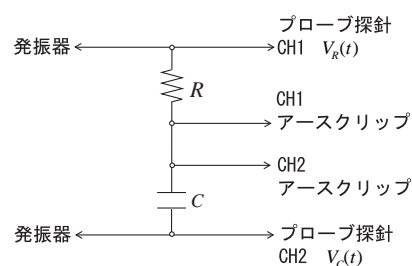 プローブ探針
発振器
CH1 V_R(t)
R
CH1
アースクリップ
CH2
アースクリップ
C
発振器
プローブ探針
CH2 V_C(t)